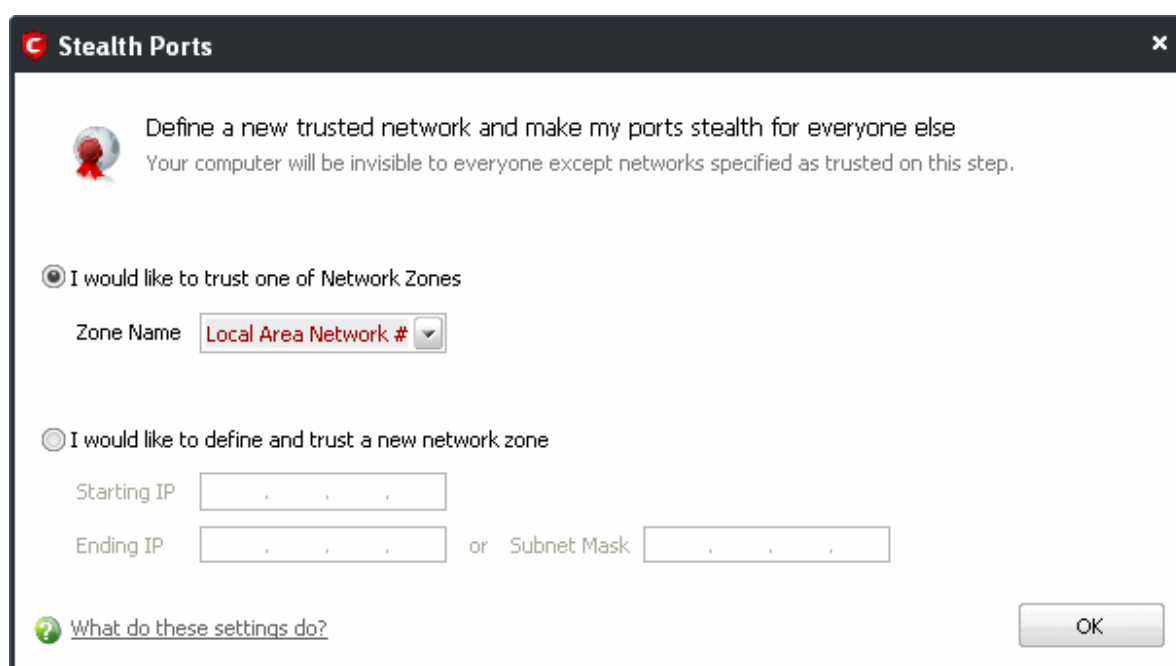 Stealth Ports
Define a new trusted network and make my ports stealth for everyone else
Your computer will be invisible to everyone except networks specified as trusted on this step.
I would like to trust one of Network Zones
Zone Name Local Area Network #
I would like to define and trust a new network zone
Starting IP . . .
Ending IP . . . or Subnet Mask . . .
What do these settings do?
OK